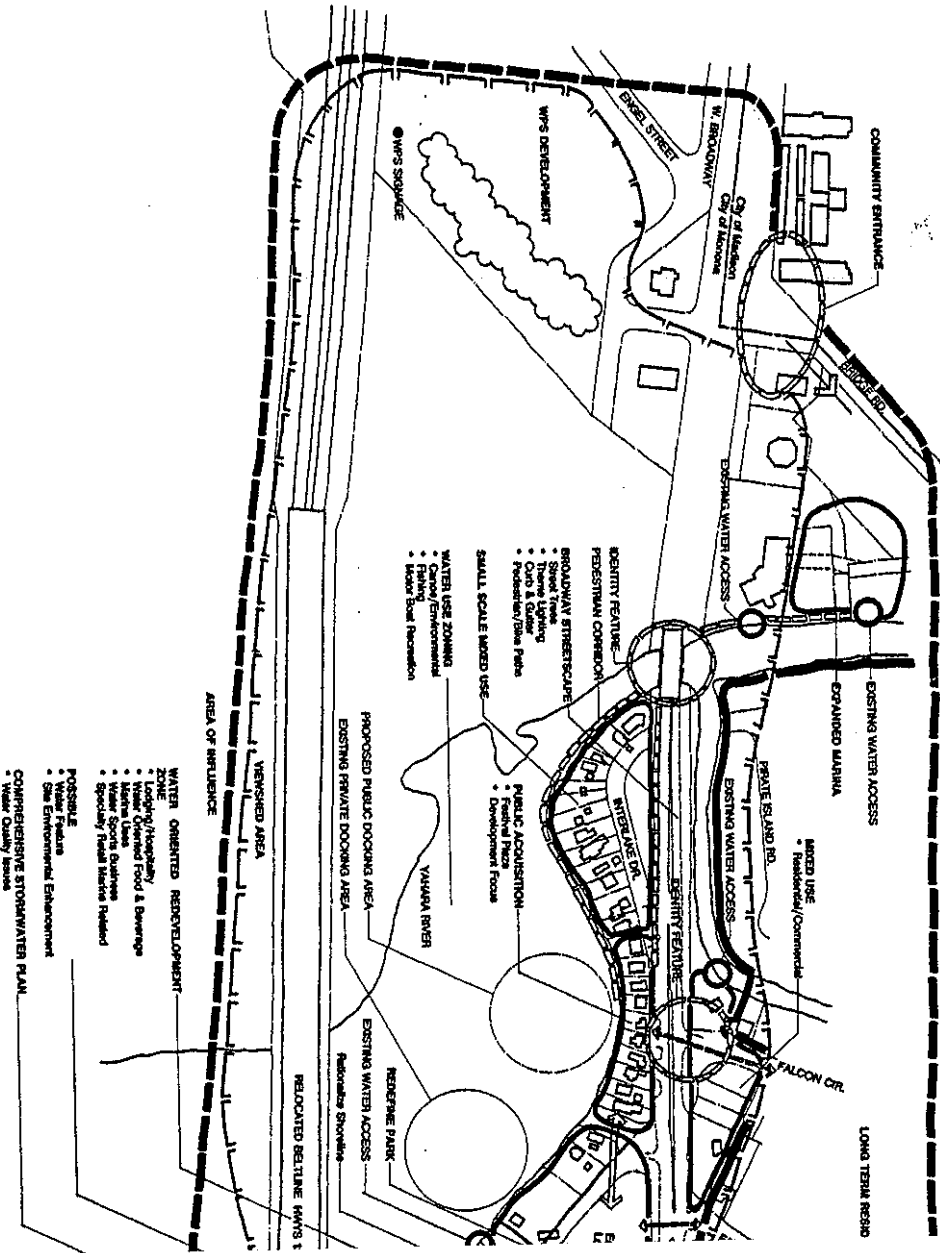 COMMUNITY ENTRANCE
BRIDGE RD.
W. BROADWAY
City of Madison
City of Monona
ENGEL STREET
WPS DEVELOPMENT
WPS SIGNAGE
EXISTING WATER ACCESS
EXPANDED MARINA
EXISTING WATER ACCESS
PIRATE ISLAND RD.
EXISTING WATER ACCESS
MIXED USE
• Residential/Commercial
FALCON CIR.
LONG TERM RESID
IDENTITY FEATURE
PEDESTRIAN CORRIDOR
BROADWAY STREETSCAPE
• Street Trees
• Theme Lighting
• Curb & Gutter
• Pedestrian/Bike Paths
SMALL SCALE MIXED USE
WATER USE ZONING
• Canoe/Environmental
• Fishing
• Motor Boat Recreation
INTERLAKE DR.
IDENTITY FEATURE
PUBLIC ACQUISITION
• Festival Plaza
• Development Focus
YAHARA RIVER
PROPOSED PUBLIC DOCKING AREA
EXISTING PRIVATE DOCKING AREA
REDEFINE PARK
EXISTING WATER ACCESS
Rationalize Shoreline
RELOCATED BELTLINE HWYS 1
VIEWSHED AREA
AREA OF INFLUENCE
WATER ORIENTED REDEVELOPMENT
ZONE
• Lodging/Hospitality
• Water Oriented Food & Beverage
• Marina Uses
• Water Sports Business
• Specialty Retail Marine Related
POSSIBLE
• Water Feature
• Site Environmental Enhancement
COMPREHENSIVE STORMWATER PLAN
• Water Quality Issues